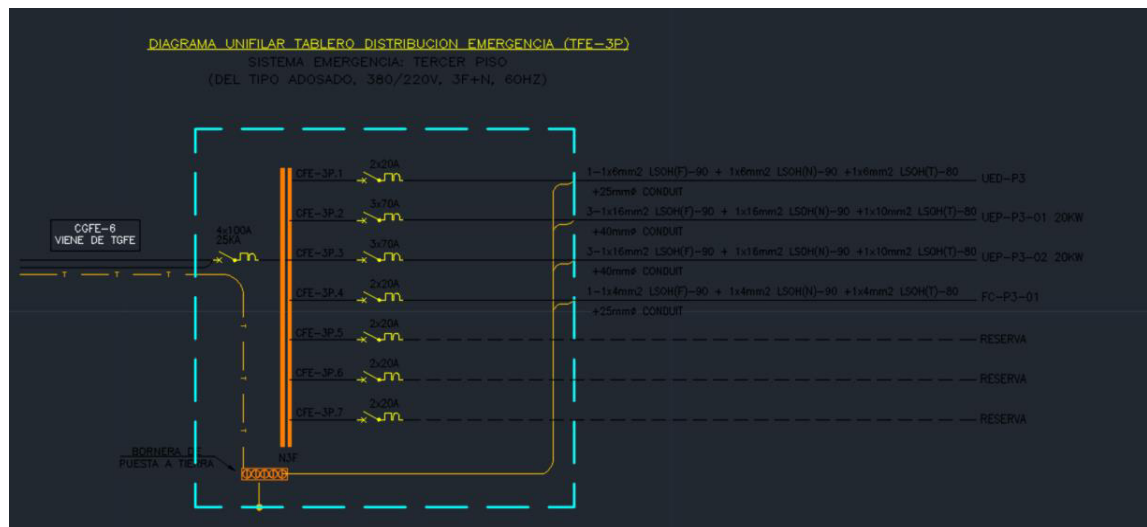 DIAGRAMA UNIFILAR TABLERO DISTRIBUCION EMERGENCIA (TFE-3P)
SISTEMA EMERGENCIA: TERCER PISO
(DEL TIPO ADOSADO, 380/220V, 3F+N, 60HZ)
CGFE-6
VIENE DE TGFE
4x100A
25KA
CFE-3P.1
2x20A
1-1x6mm2 LSOH(F)-90 + 1x6mm2 LSOH(N)-90 +1x6mm2 LSOH(T)-80
+25mmø CONDUIT
UED-P3
CFE-3P.2
3x70A
3-1x16mm2 LSOH(F)-90 + 1x16mm2 LSOH(N)-90 +1x10mm2 LSOH(T)-80
+40mmø CONDUIT
UEP-P3-01 20KW
CFE-3P.3
3x70A
3-1x16mm2 LSOH(F)-90 + 1x16mm2 LSOH(N)-90 +1x10mm2 LSOH(T)-80
+40mmø CONDUIT
UEP-P3-02 20KW
CFE-3P.4
2x20A
1-1x4mm2 LSOH(F)-90 + 1x4mm2 LSOH(N)-90 +1x4mm2 LSOH(T)-80
+25mmø CONDUIT
FC-P3-01
CFE-3P.5
2x20A
RESERVA
CFE-3P.6
2x20A
RESERVA
CFE-3P.7
2x20A
RESERVA
T T T
T
T
T
BORNERA DE
PUESTA A TIERRA
N3F